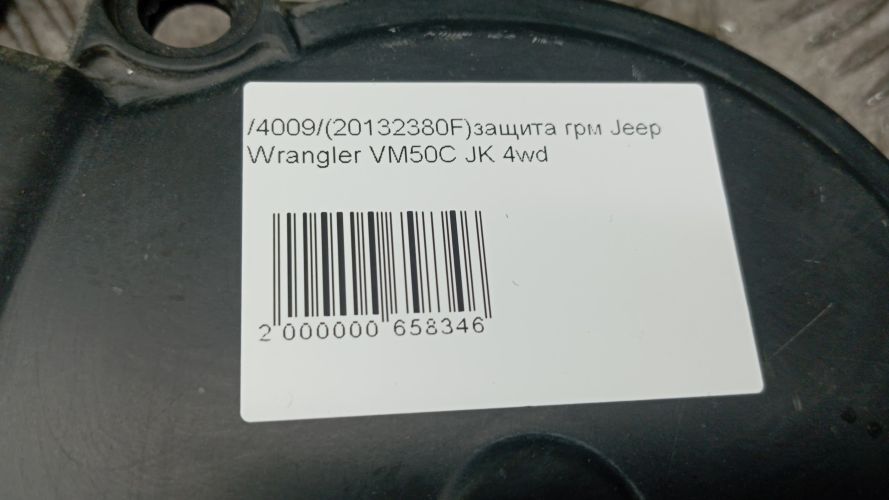 /4009/(20132380F)защита грм Jeep
Wrangler VM50C JK 4wd
2 000000 658346